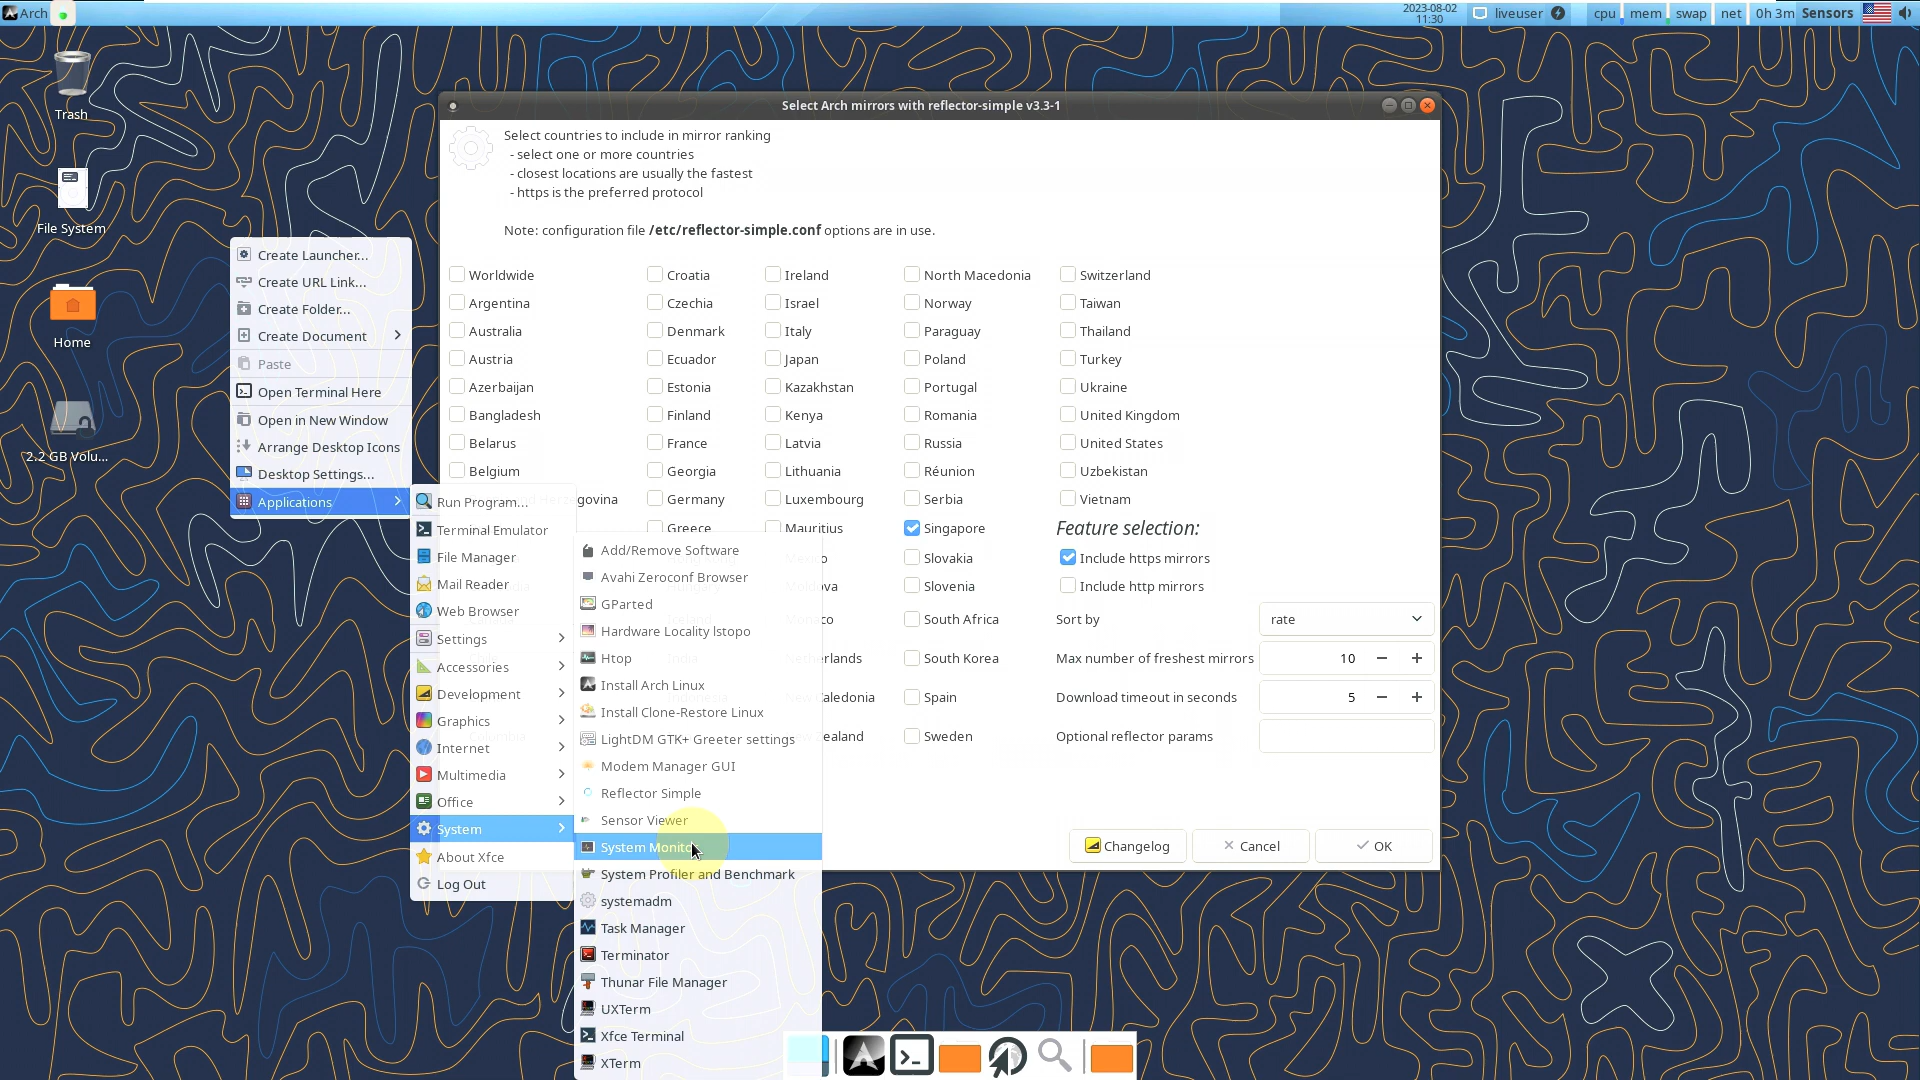 Arch
2023-08-02
11:30
liveuser
cpu
mem
swap
net
0h 3m
Sensors
Trash
File System
Home
2.2 GB Volu...
Select Arch mirrors with reflector-simple v3.3-1
Select countries to include in mirror ranking
- select one or more countries
- closest locations are usually the fastest
- https is the preferred protocol
Note: configuration file /etc/reflector-simple.conf options are in use.
Worldwide
Argentina
Australia
Austria
Azerbaijan
Bangladesh
Belarus
Belgium
Croatia
Czechia
Denmark
Ecuador
Estonia
Finland
France
Georgia
Germany
Greece
Ireland
Israel
Italy
Japan
Kazakhstan
Kenya
Latvia
Lithuania
Luxembourg
Mauritius
North Macedonia
Norway
Paraguay
Poland
Portugal
Romania
Russia
Réunion
Serbia
Singapore
Slovakia
Slovenia
South Africa
South Korea
Spain
Sweden
Switzerland
Taiwan
Thailand
Turkey
Ukraine
United Kingdom
United States
Uzbekistan
Vietnam
Feature selection:
Include https mirrors
Include http mirrors
Sort by rate
Max number of freshest mirrors 10
Download timeout in seconds 5
Optional reflector params
Changelog
Cancel
OK
Create Launcher...
Create URL Link...
Create Folder...
Create Document
Paste
Open Terminal Here
Open in New Window
Arrange Desktop Icons
Desktop Settings...
Applications
Run Program...
Terminal Emulator
File Manager
Mail Reader
Web Browser
Settings
Accessories
Development
Graphics
Internet
Multimedia
Office
System
About Xfce
Log Out
Add/Remove Software
Avahi Zeroconf Browser
GParted
Hardware Locality lstopo
Htop
Install Arch Linux
Install Clone-Restore Linux
LightDM GTK+ Greeter settings
Modem Manager GUI
Reflector Simple
Sensor Viewer
System Monitor
System Profiler and Benchmark
systemadm
Task Manager
Terminator
Thunar File Manager
UXTerm
Xfce Terminal
XTerm